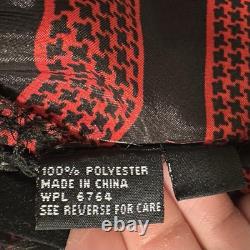 100% POLYESTER
MADE IN CHINA
WPL 6764
SEE REVERSE FOR CARE
ebay